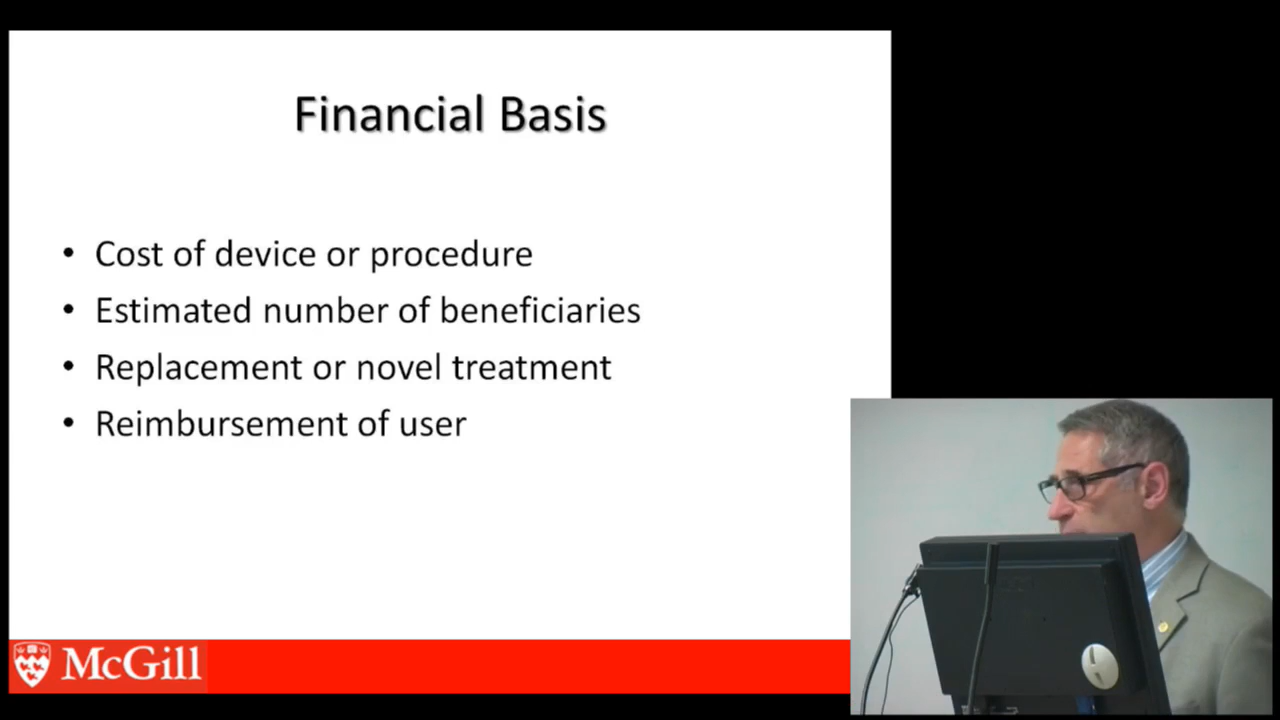 Financial Basis
• Cost of device or procedure
• Estimated number of beneficiaries
• Replacement or novel treatment
• Reimbursement of user
McGill